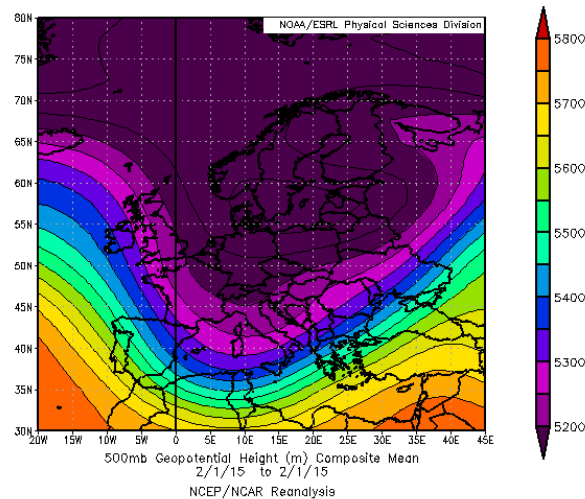 NOAA/ESRL Physical Sciences Division
80N
75N
70N
65N
60N
55N
50N
45N
40N
35N
30N
20W 15W 10W 5W 0 5E 10E 15E 20E 25E 30E 35E 40E 45E
5800
5700
5600
5500
5400
5300
5200
500mb Geopotential Height (m) Composite Mean
2/1/15 to 2/1/15
NCEP/NCAR Reanalysis